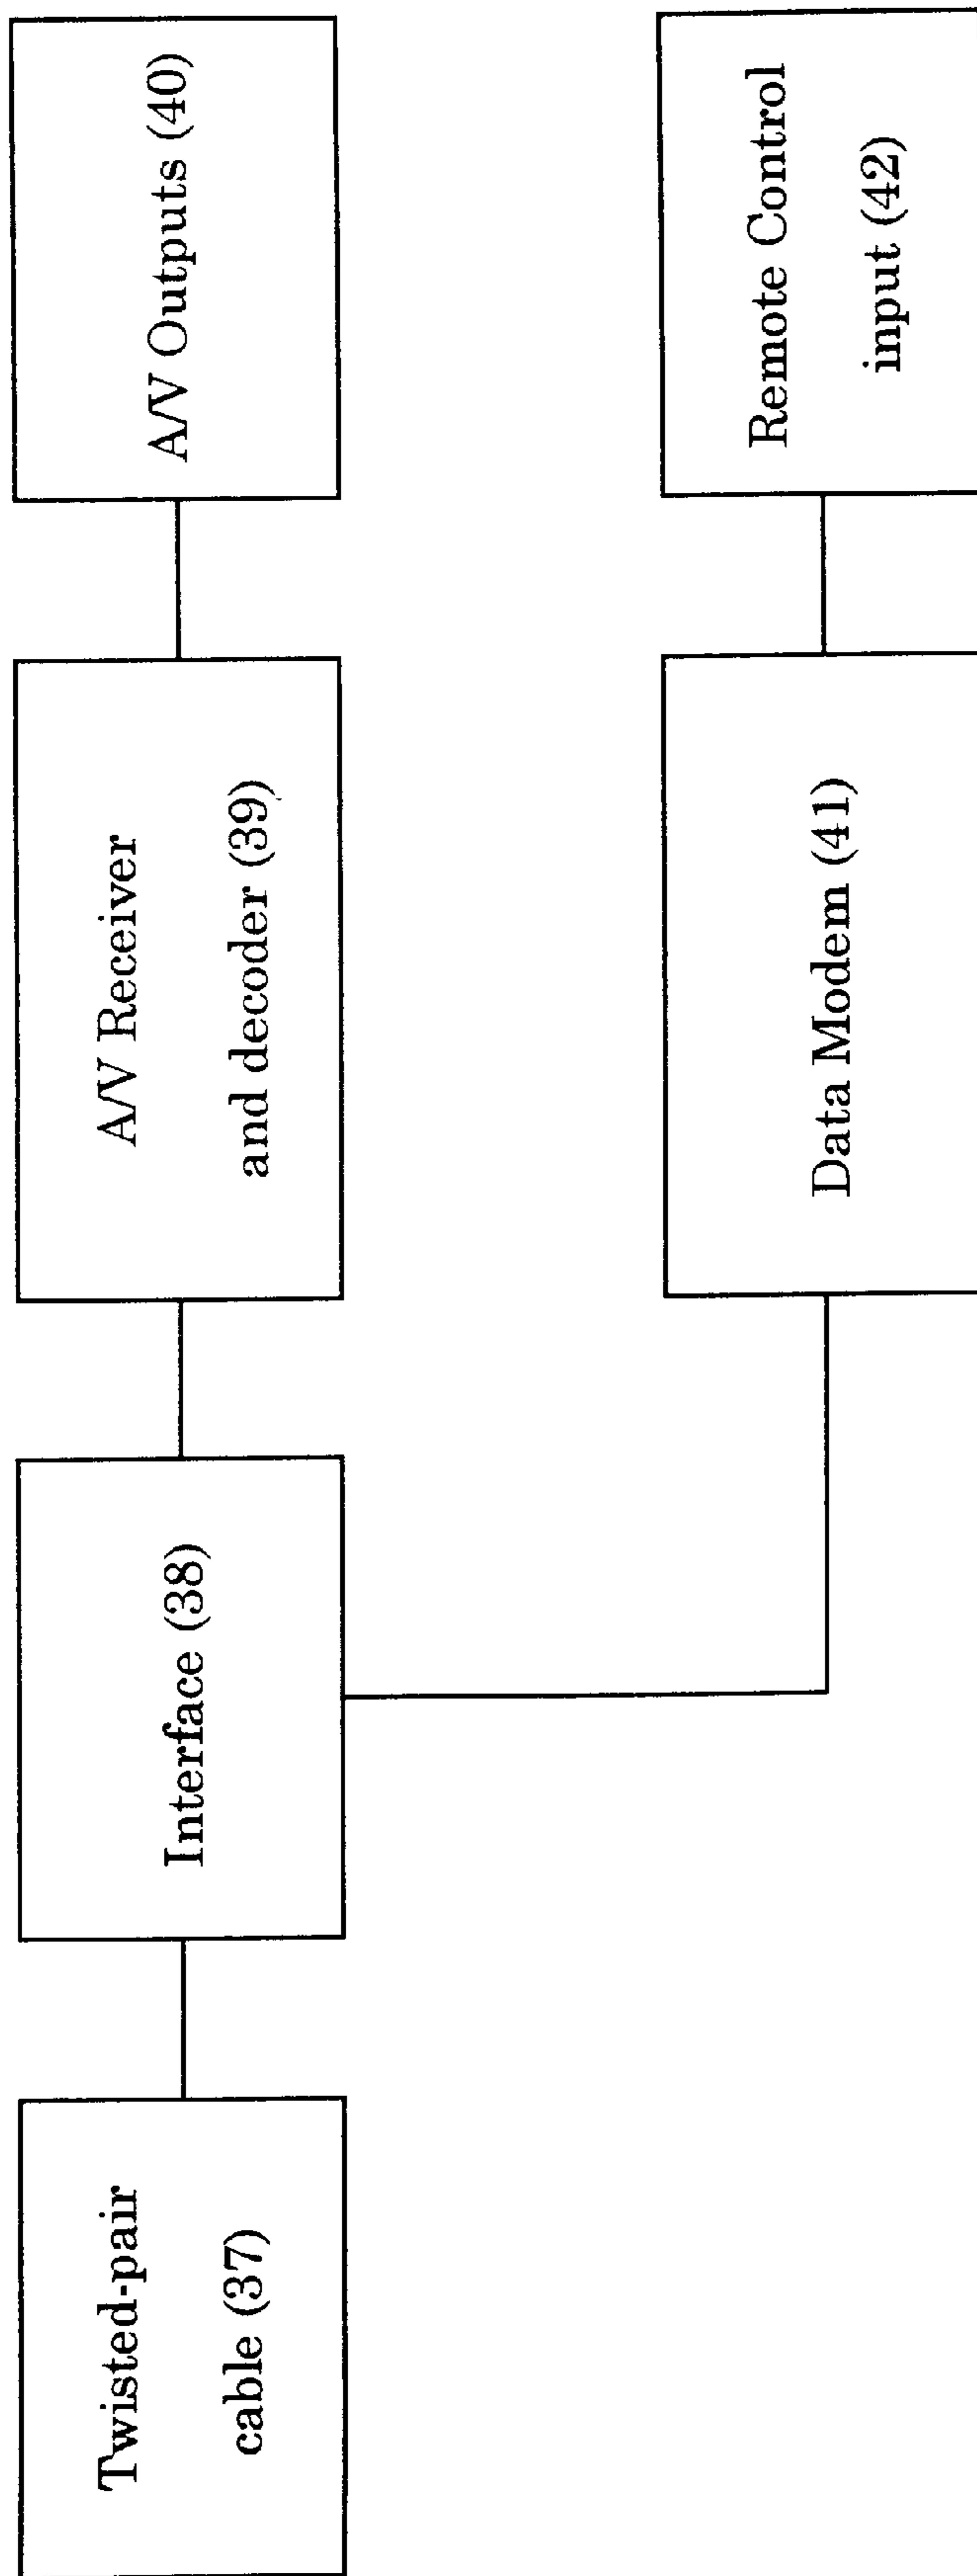 Twisted-pair
cable (37)
Interface (38)
A/V Receiver
and decoder (39)
A/V Outputs (40)
Data Modem (41)
Remote Control
input (42)